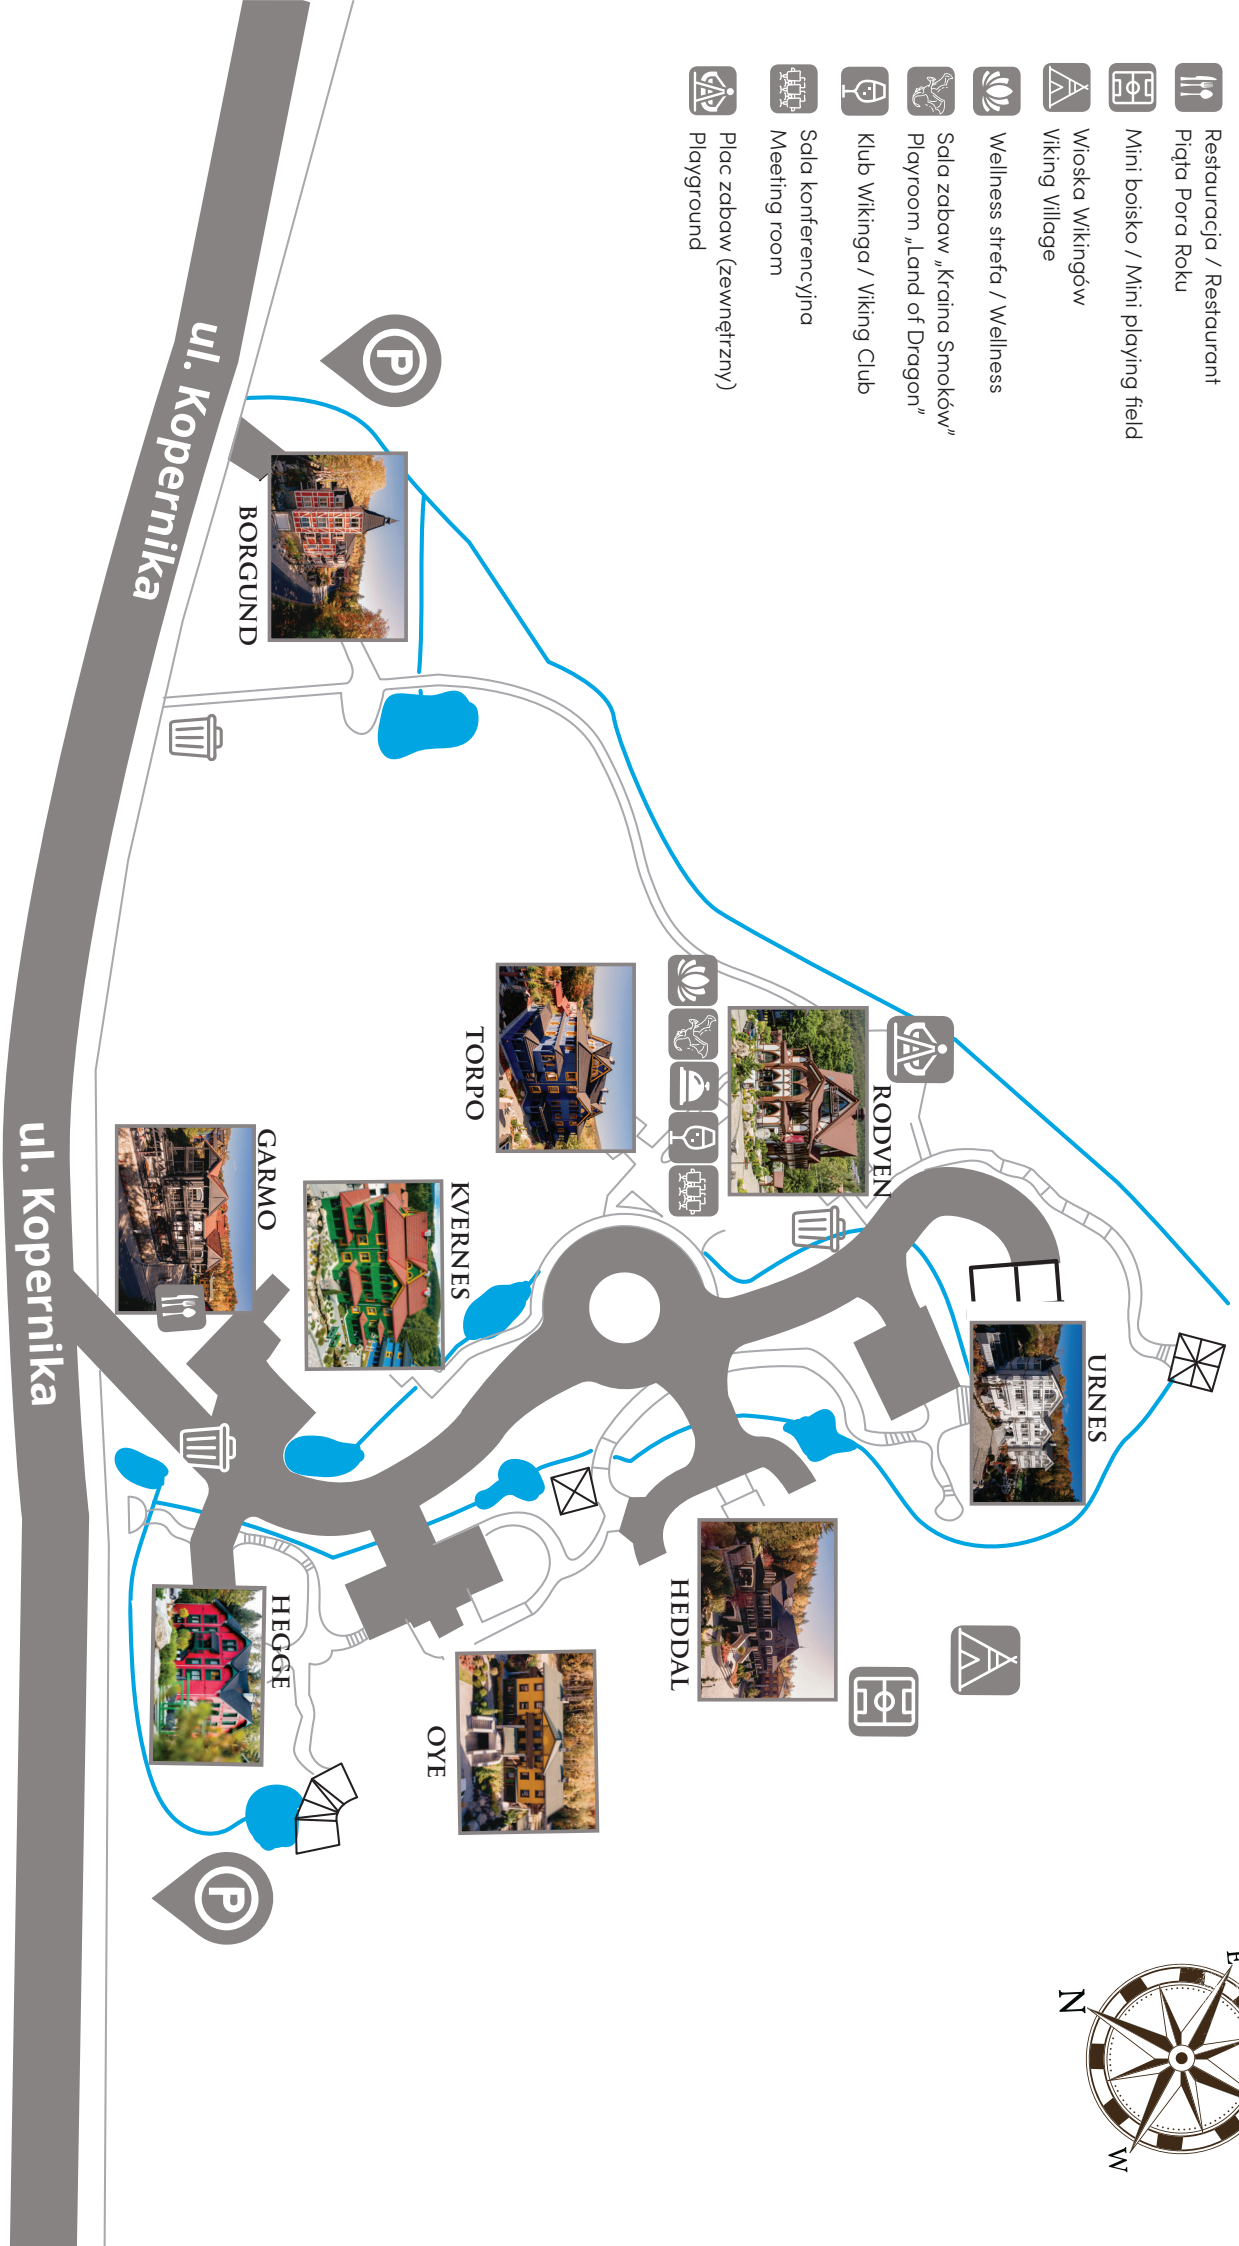 Restauracja / Restaurant
Piąta Pora Roku
Mini boisko / Mini playing field
Wioska Wikingów
Viking Village
Wellness strefa / Wellness
Sala zabaw „Kraina Smoków”
Playroom „Land of Dragon”
Klub Wikinga / Viking Club
Sala konferencyjna
Meeting room
Plac zabaw (zewnętrzny)
Playground
P
ul. Kopernika
BORGUND
TORPO
RODVEN
GARMO
KVERNES
URNES
ul. Kopernika
HEDDAL
HEGGE
OYE
P
E
N
W